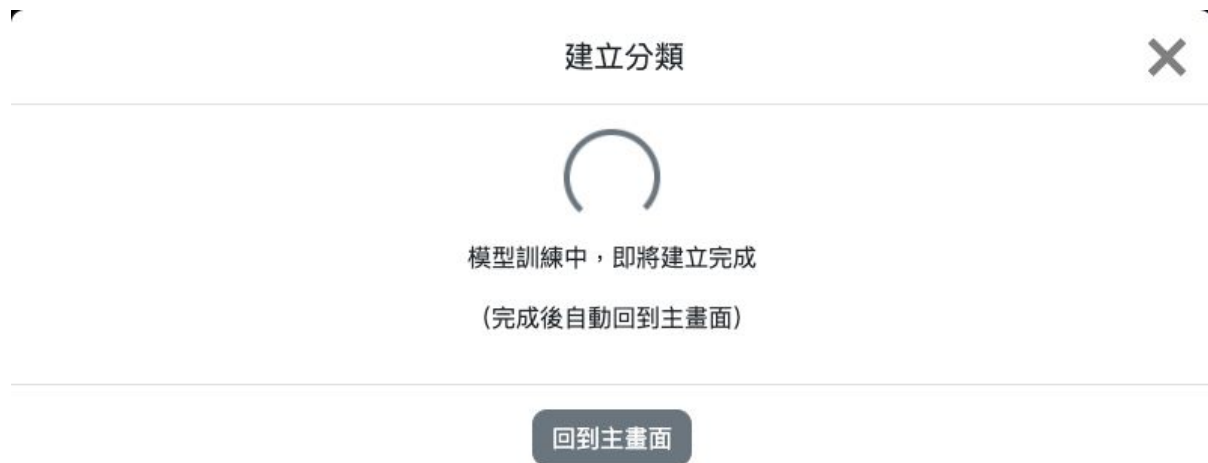 建立分類
模型訓練中，即將建立完成
（完成後自動回到主畫面）
回到主畫面